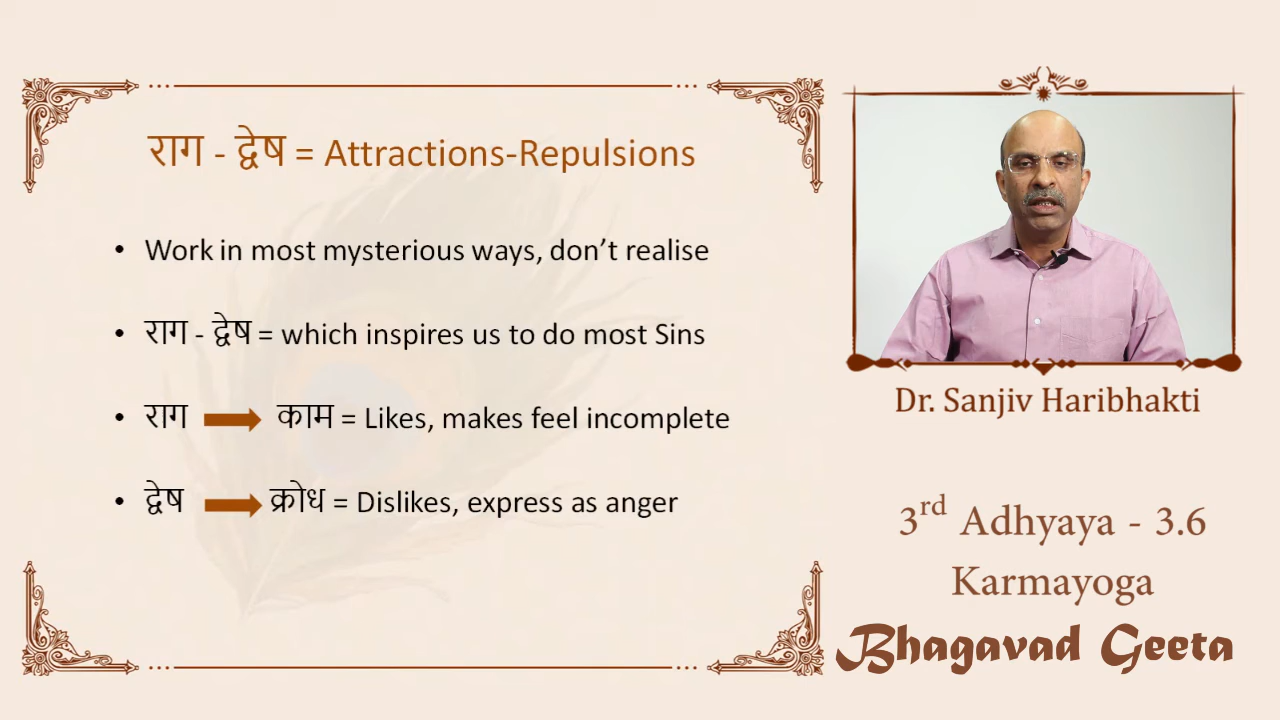 राग - द्वेष = Attractions-Repulsions
• Work in most mysterious ways, don’t realise
• राग - द्वेष = which inspires us to do most Sins
• राग ➡ काम = Likes, makes feel incomplete
• द्वेष ➡ क्रोध = Dislikes, express as anger
Dr. Sanjiv Haribhakti
3rd Adhyaya - 3.6
Karmayoga
Bhagavad Geeta